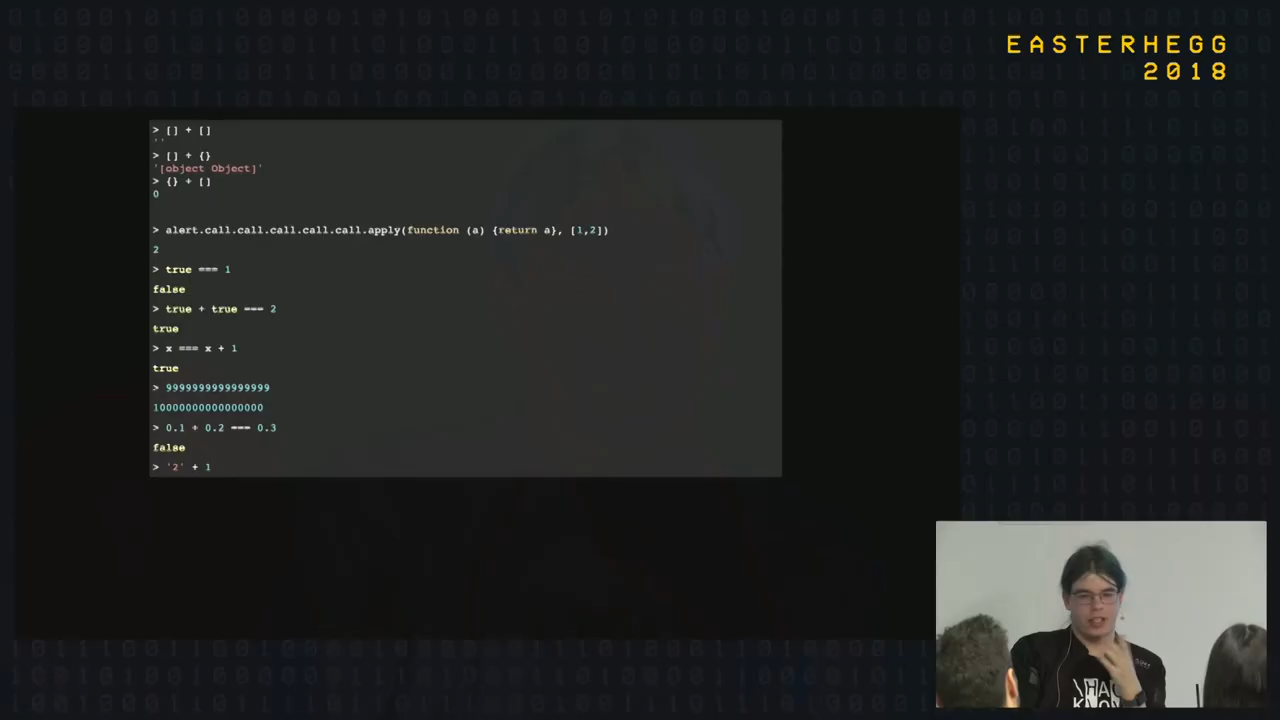 EASTERHEGG
2018
> [] + []
''
> [] + {}
'[object Object]'
> {} + []
0
> alert.call.call.call.call.call.apply(function (a) {return a}, [1,2])
2
> true === 1
false
> true + true === 2
true
> x === x + 1
true
> 9999999999999999
10000000000000000
> 0.1 + 0.2 === 0.3
false
> '2' + 1